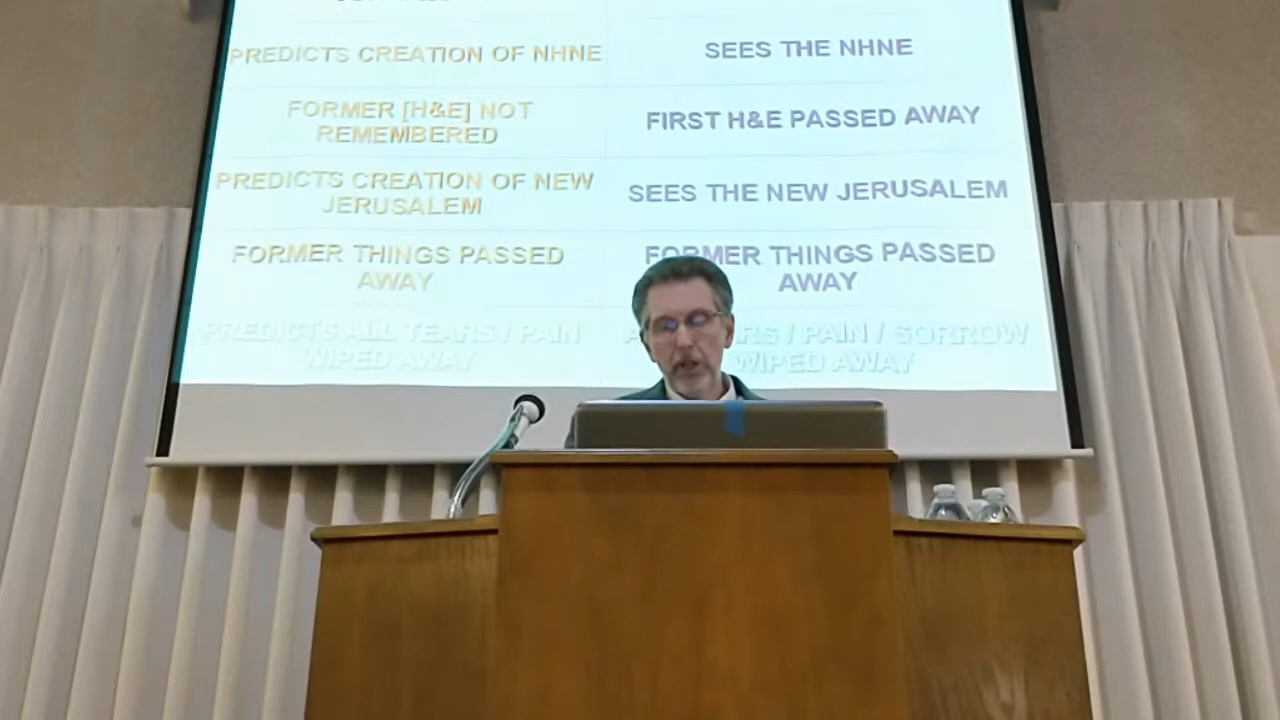 PREDICTS CREATION OF NHNE
SEES THE NHNE
FORMER [H&E] NOT
REMEMBERED
FIRST H&E PASSED AWAY
PREDICTS CREATION OF NEW
JERUSALEM
SEES THE NEW JERUSALEM
FORMER THINGS PASSED
AWAY
FORMER THINGS PASSED
AWAY
PREDICTS ALL TEARS / PAIN
WIPED AWAY
/ PAIN / SORROW
WIPED AWAY